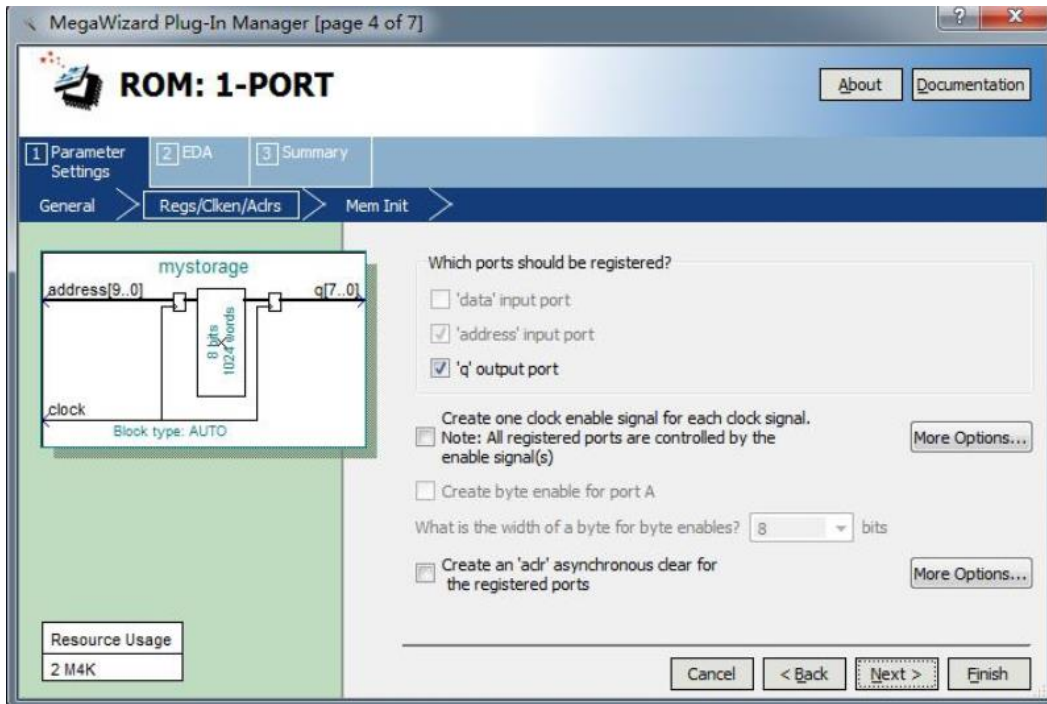 MegaWizard Plug-In Manager [page 4 of 7]
ROM: 1-PORT
About
Documentation
1 Parameter Settings
2 EDA
3 Summary
General
Regs/Clken/Aclrs
Mem Init
mystorage
address[9..0]
q[7..0]
8 bits
1024 words
clock
Block type: AUTO
Which ports should be registered?
'data' input port
'address' input port
'q' output port
Create one clock enable signal for each clock signal.
Note: All registered ports are controlled by the
enable signal(s)
More Options...
Create byte enable for port A
What is the width of a byte for byte enables?
8
bits
Create an 'aclr' asynchronous clear for
the registered ports
More Options...
Resource Usage
2 M4K
Cancel
< Back
Next >
Finish